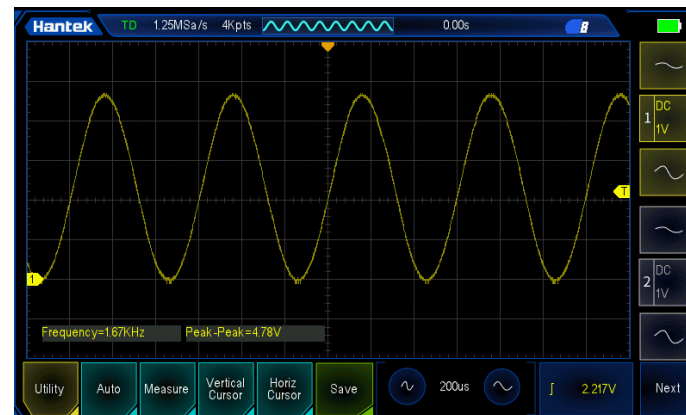 Hantek TD 1.25MSa/s 4Kpts 0.00s
T
DC
1
1V
1
DC
2
1V
Frequency=1.67KHz Peak-Peak=4.78V
Utility Auto Measure Vertical Cursor Horiz Cursor Save 200us 2.217V Next